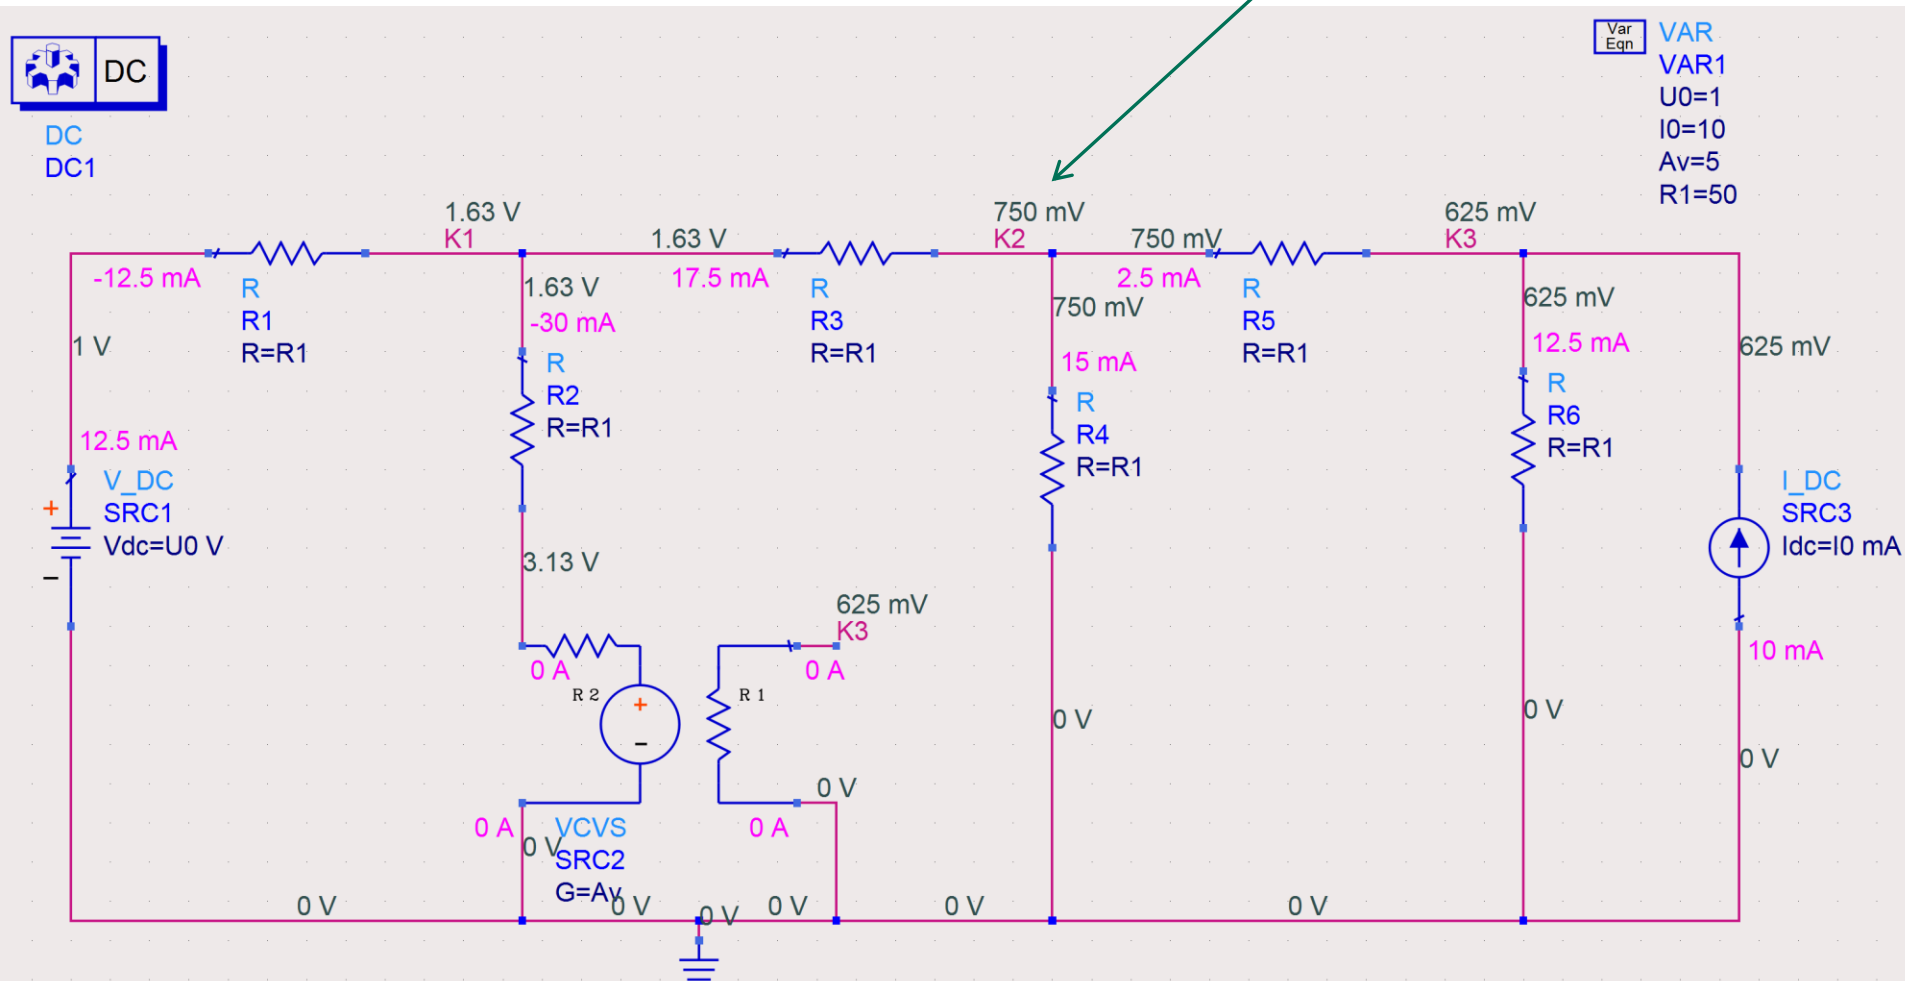 DC
DC
DC1
Var
Eqn
VAR
VAR1
U0=1
I0=10
Av=5
R1=50
1.63 V
K1
1.63 V
750 mV
K2
750 mV
625 mV
K3
-12.5 mA
R
R1
R=R1
1.63 V
-30 mA
17.5 mA
R
R3
R=R1
750 mV
2.5 mA
R
R5
R=R1
625 mV
12.5 mA
1 V
625 mV
R
R2
R=R1
15 mA
R
R4
R=R1
R
R6
R=R1
12.5 mA
V_DC
SRC1
Vdc=U0 V
+
−
I_DC
SRC3
Idc=I0 mA
10 mA
3.13 V
625 mV
K3
0 A
0 A
R 2
R 1
+
−
0 V
0 V
0 V
0 V
0 A
0 V
VCVS
SRC2
G=Av
0 A
0 V
0 V
0 V
0 V
0 V
0 V